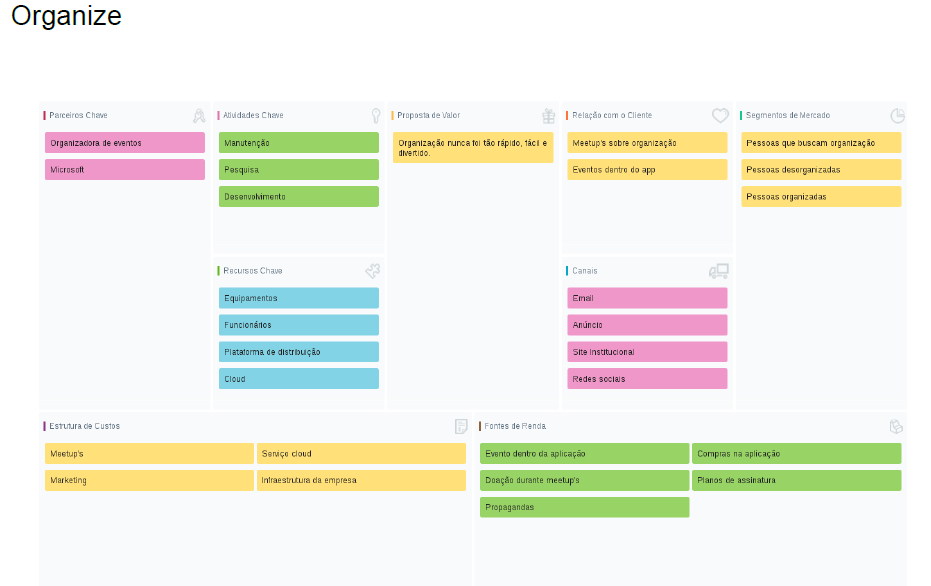 Organize
Parceiros Chave
Organizadora de eventos
Microsoft
Atividades Chave
Manutenção
Pesquisa
Desenvolvimento
Recursos Chave
Equipamentos
Funcionários
Plataforma de distribuição
Cloud
Proposta de Valor
Organização nunca foi tão rápido, fácil e
divertido.
Relação com o Cliente
Meetup's sobre organização
Eventos dentro do app
Canais
Email
Anúncio
Site Institucional
Redes sociais
Segmentos de Mercado
Pessoas que buscam organização
Pessoas desorganizadas
Pessoas organizadas
Estrutura de Custos
Meetup's
Serviço cloud
Marketing
Infraestrutura da empresa
Fontes de Renda
Evento dentro da aplicação
Compras na aplicação
Doação durante meetup's
Planos de assinatura
Propagandas